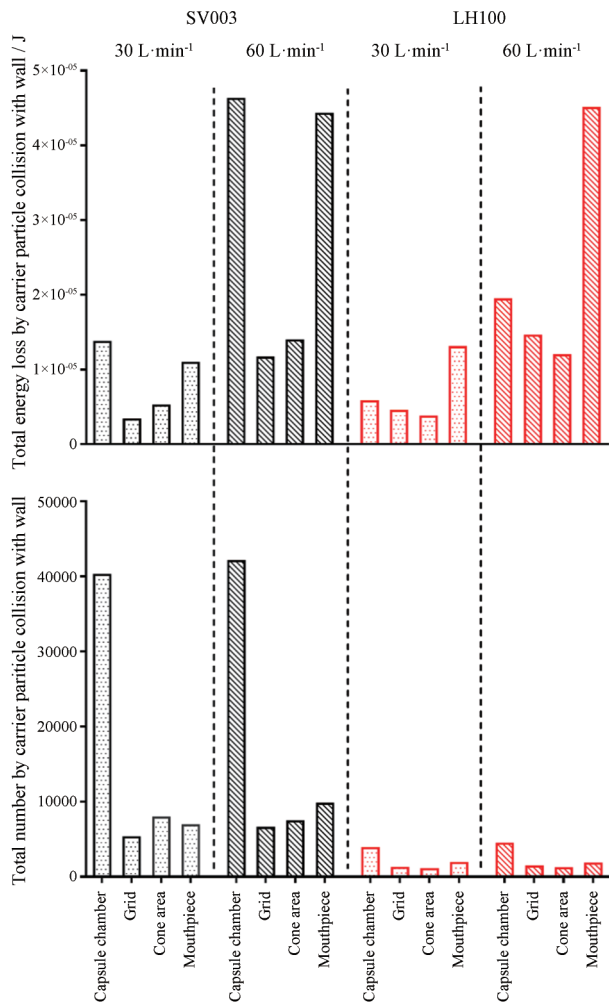 SV003 LH100
30 L·min⁻¹ 60 L·min⁻¹ 30 L·min⁻¹ 60 L·min⁻¹
Total energy loss by carrier particle collision with wall / J
5×10⁻⁰⁵
4×10⁻⁰⁵
3×10⁻⁰⁵
2×10⁻⁰⁵
1×10⁻⁰⁵
0
Total number by carrier pariticle collision with wall
50000
40000
30000
20000
10000
0
Capsule chamber
Grid
Cone area
Mouthpiece
Capsule chamber
Grid
Cone area
Mouthpiece
Capsule chamber
Grid
Cone area
Mouthpiece
Capsule chamber
Grid
Cone area
Mouthpiece